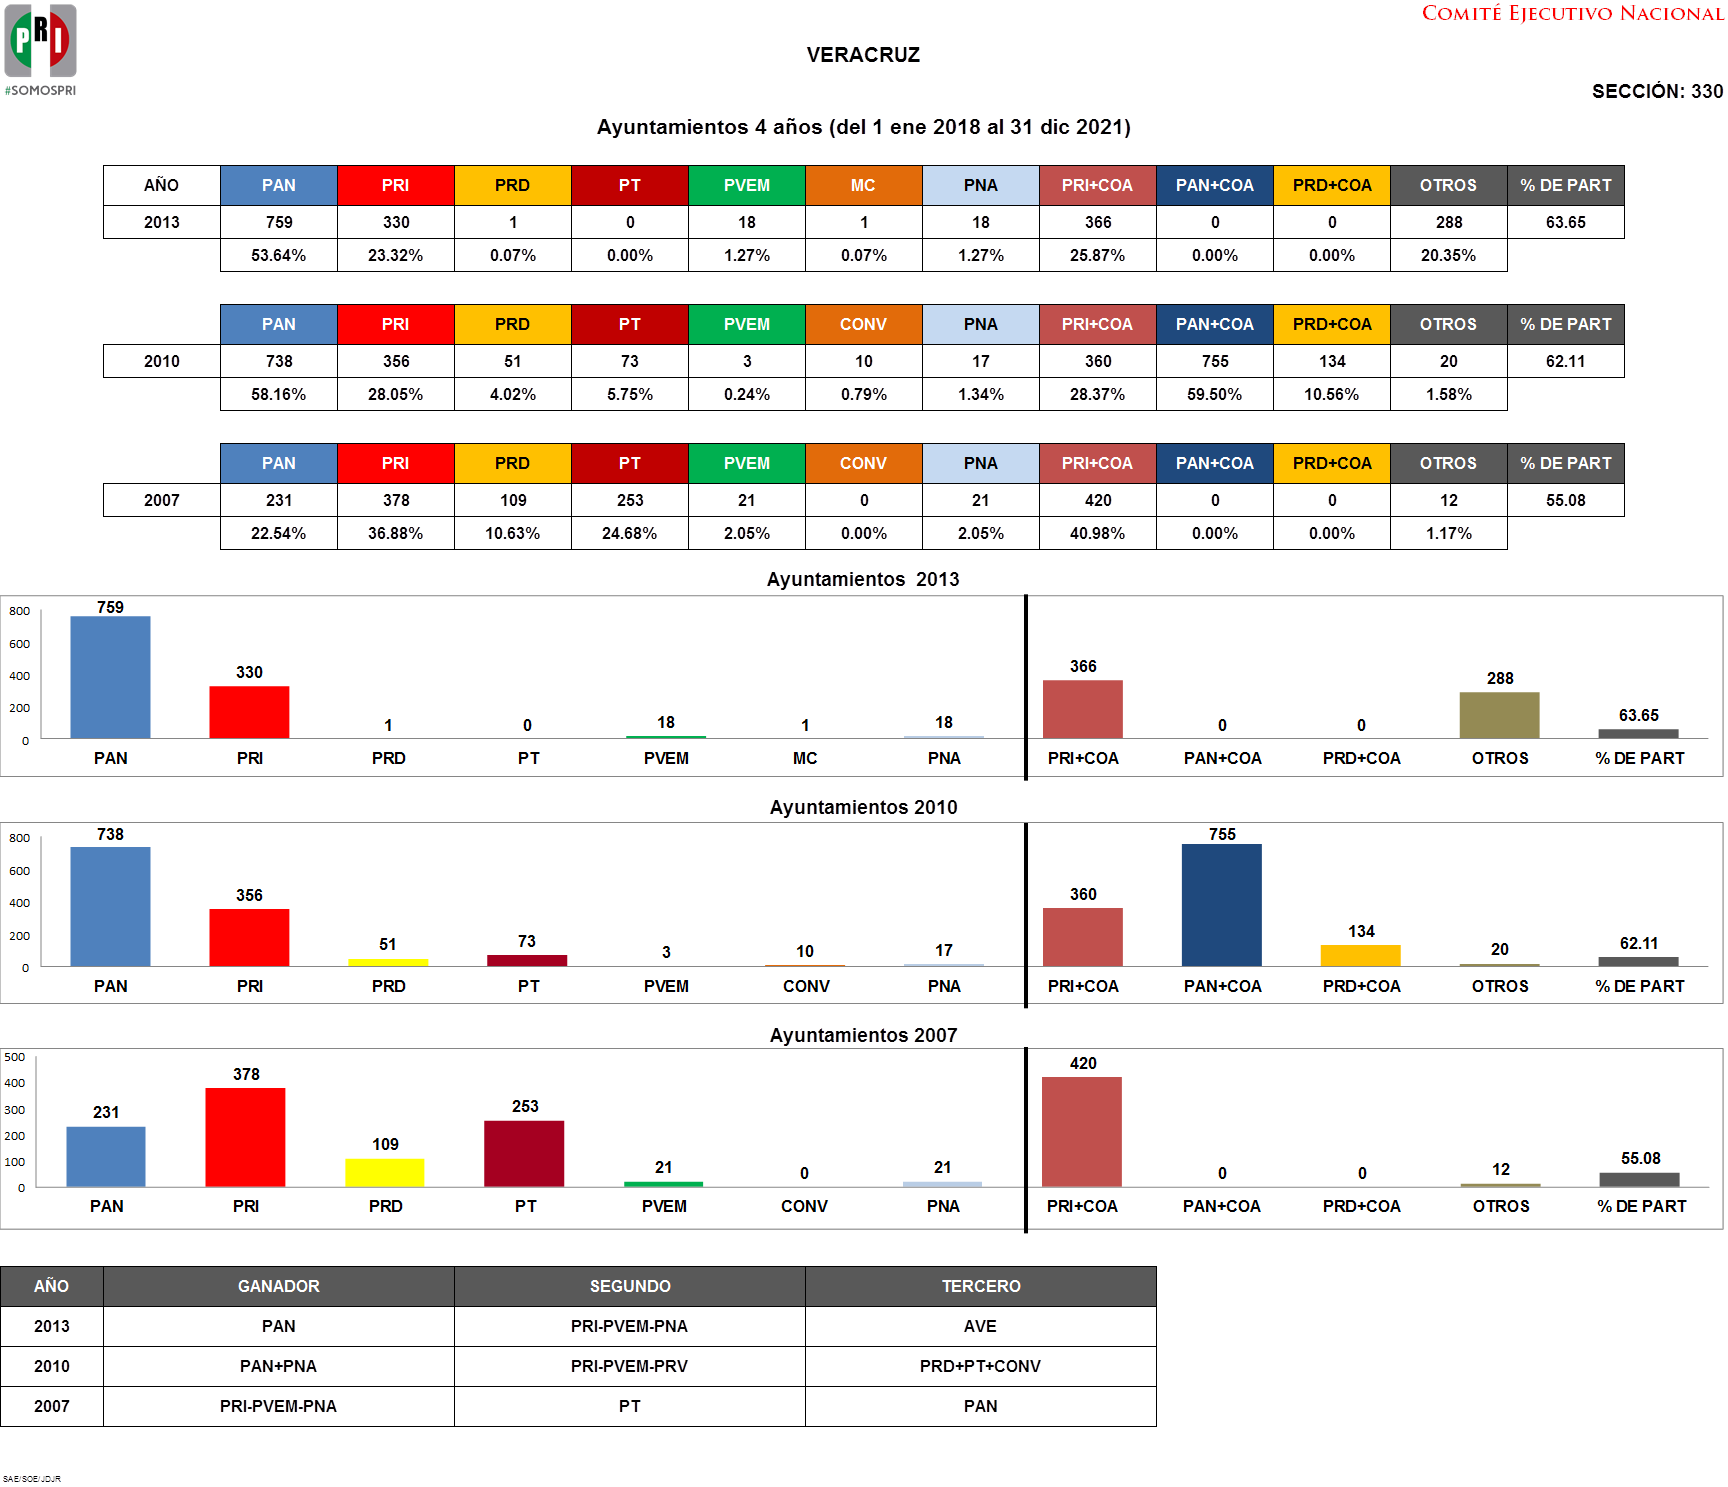 PRI
#SOMOSPRI
COMITÉ EJECUTIVO NACIONAL
VERACRUZ
SECCIÓN: 330
Ayuntamientos 4 años (del 1 ene 2018 al 31 dic 2021)
AÑO PAN PRI PRD PT PVEM MC PNA PRI+COA PAN+COA PRD+COA OTROS % DE PART
2013 759 330 1 0 18 1 18 366 0 0 288 63.65
53.64% 23.32% 0.07% 0.00% 1.27% 0.07% 1.27% 25.87% 0.00% 0.00% 20.35%
PAN PRI PRD PT PVEM CONV PNA PRI+COA PAN+COA PRD+COA OTROS % DE PART
2010 738 356 51 73 3 10 17 360 755 134 20 62.11
58.16% 28.05% 4.02% 5.75% 0.24% 0.79% 1.34% 28.37% 59.50% 10.56% 1.58%
PAN PRI PRD PT PVEM CONV PNA PRI+COA PAN+COA PRD+COA OTROS % DE PART
2007 231 378 109 253 21 0 21 420 0 0 12 55.08
22.54% 36.88% 10.63% 24.68% 2.05% 0.00% 2.05% 40.98% 0.00% 0.00% 1.17%
Ayuntamientos 2013
800
600
400
200
0
759 330 1 0 18 1 18 366 0 0 288 63.65
PAN PRI PRD PT PVEM MC PNA PRI+COA PAN+COA PRD+COA OTROS % DE PART
Ayuntamientos 2010
800
600
400
200
0
738 356 51 73 3 10 17 360 755 134 20 62.11
PAN PRI PRD PT PVEM CONV PNA PRI+COA PAN+COA PRD+COA OTROS % DE PART
Ayuntamientos 2007
500
400
300
200
100
0
231 378 109 253 21 0 21 420 0 0 12 55.08
PAN PRI PRD PT PVEM CONV PNA PRI+COA PAN+COA PRD+COA OTROS % DE PART
AÑO GANADOR SEGUNDO TERCERO
2013 PAN PRI-PVEM-PNA AVE
2010 PAN+PNA PRI-PVEM-PRV PRD+PT+CONV
2007 PRI-PVEM-PNA PT PAN
SAE/SOE/JDJR